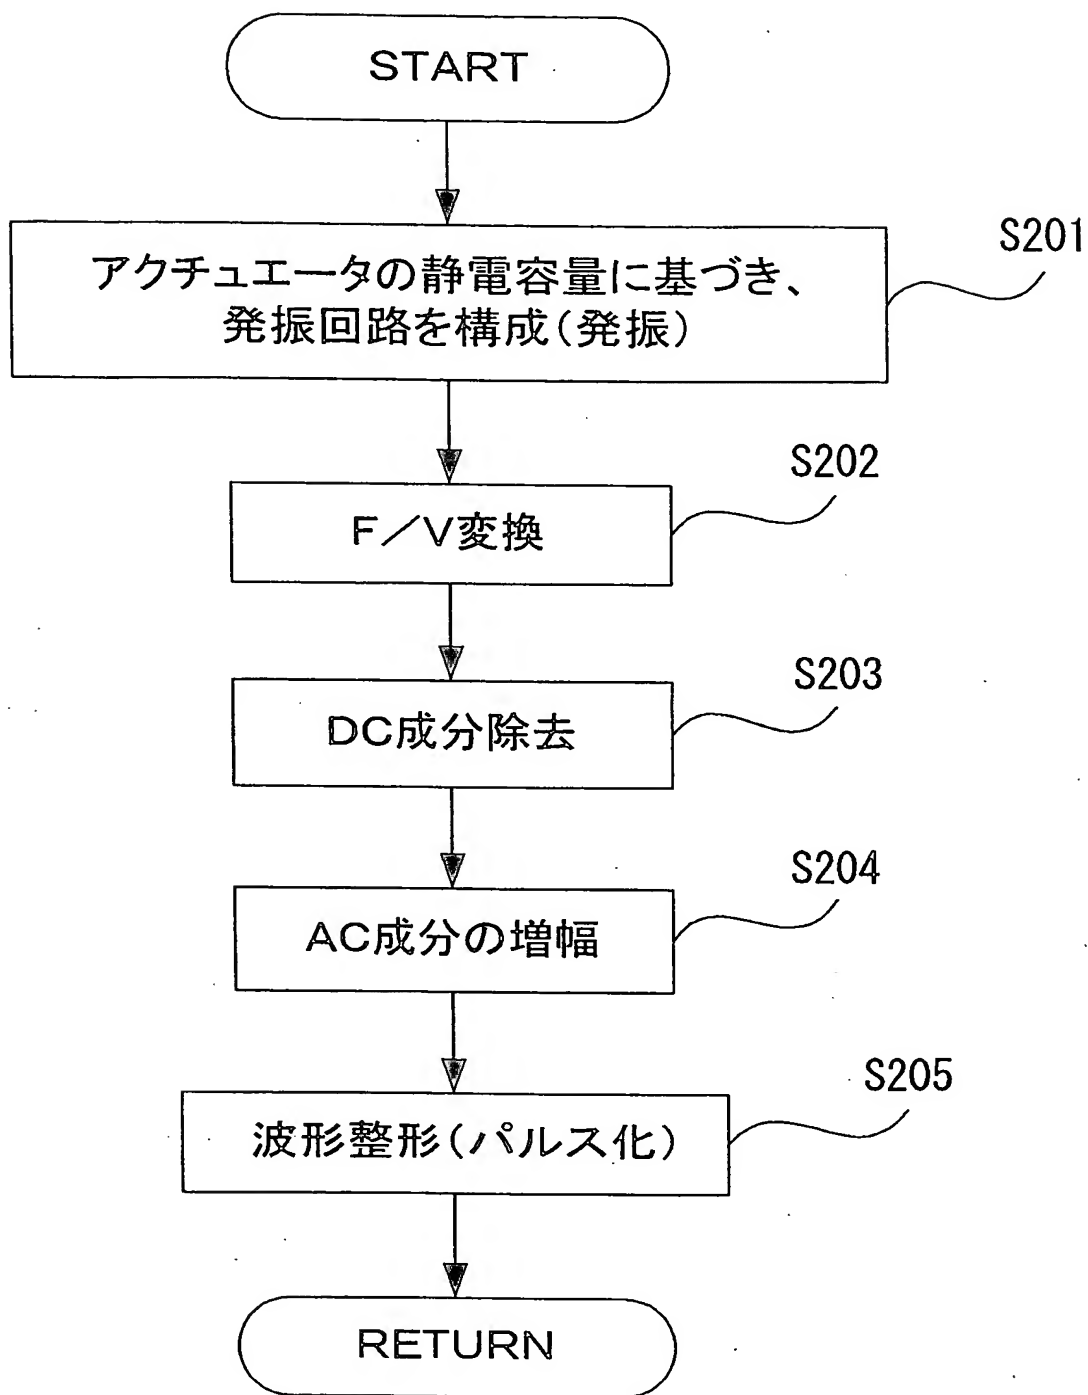 START
S201
アクチュエータの静電容量に基づき、
発振回路を構成(発振)
S202
F/V変換
S203
DC成分除去
S204
AC成分の増幅
S205
波形整形(パルス化)
RETURN